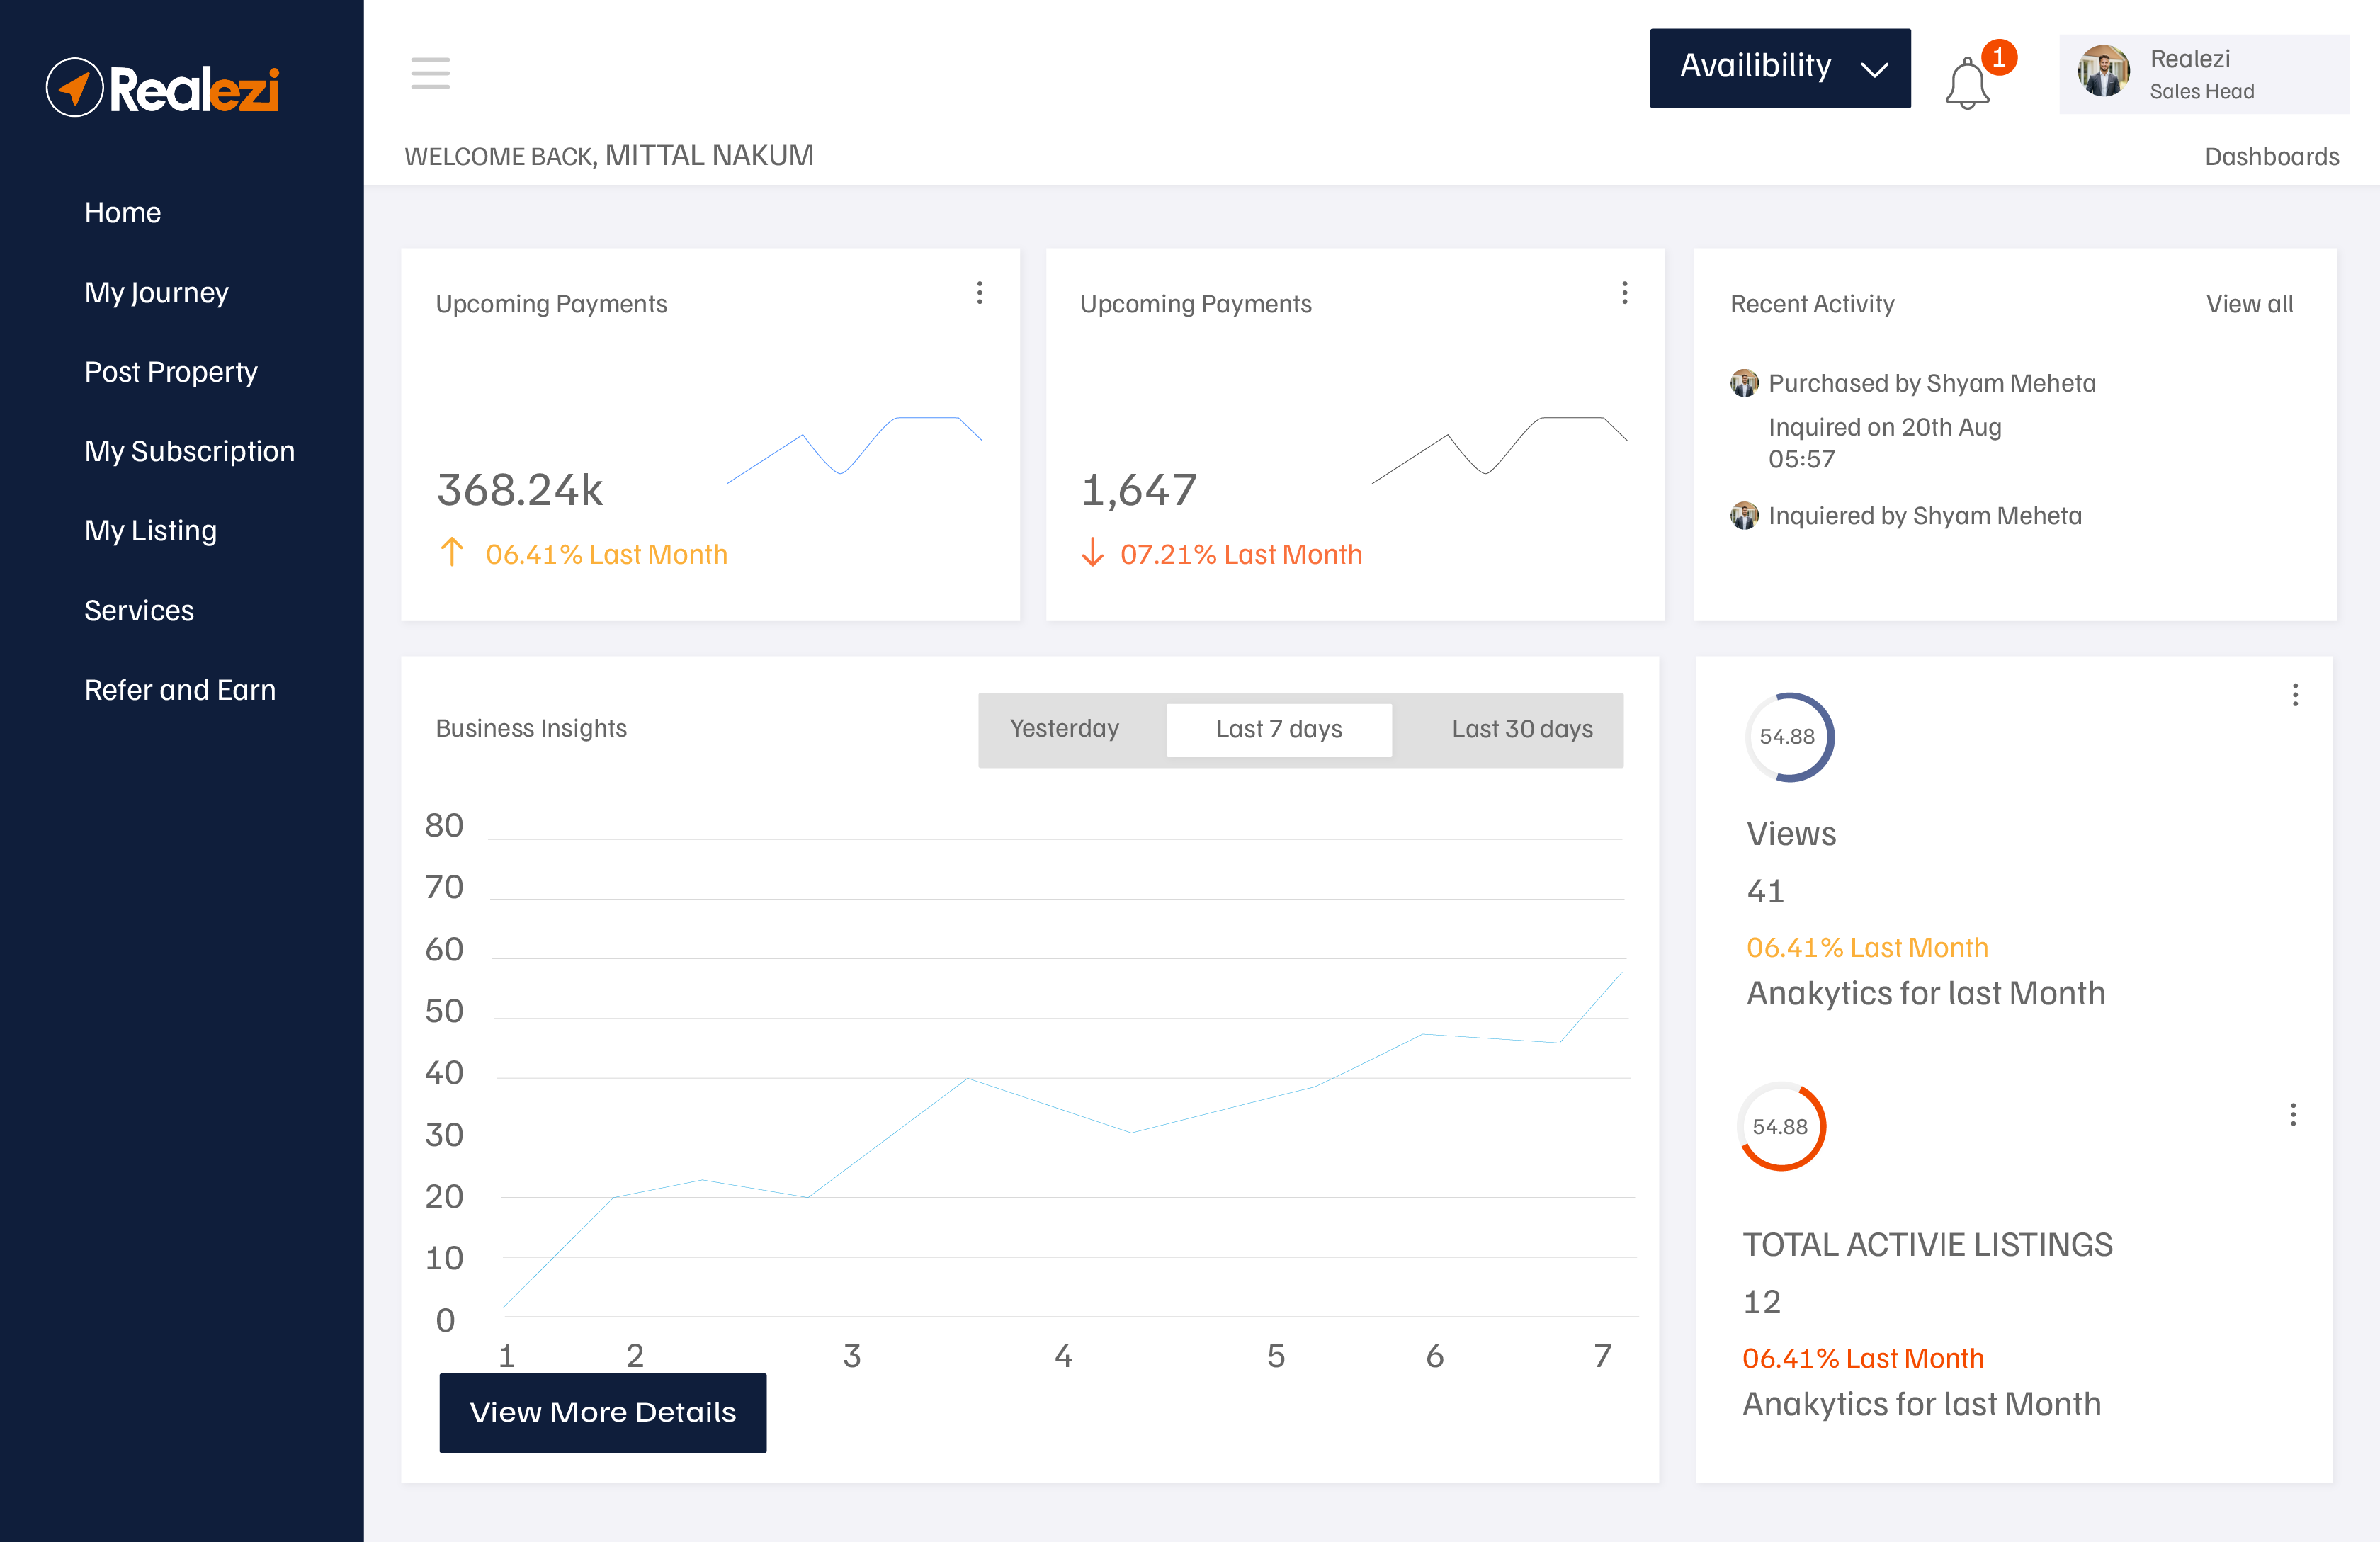 Realezi
Home
My Journey
Post Property
My Subscription
My Listing
Services
Refer and Earn
Availibility
1
Realezi
Sales Head
WELCOME BACK, MITTAL NAKUM
Dashboards
Upcoming Payments
368.24k
06.41% Last Month
Upcoming Payments
1,647
07.21% Last Month
Recent Activity
View all
Purchased by Shyam Meheta
Inquired on 20th Aug
05:57
Inquiered by Shyam Meheta
Business Insights
Yesterday
Last 7 days
Last 30 days
80
70
60
50
40
30
20
10
0
1 2 3 4 5 6 7
View More Details
54.88
Views
41
06.41% Last Month
Anakytics for last Month
54.88
TOTAL ACTIVIE LISTINGS
12
06.41% Last Month
Anakytics for last Month